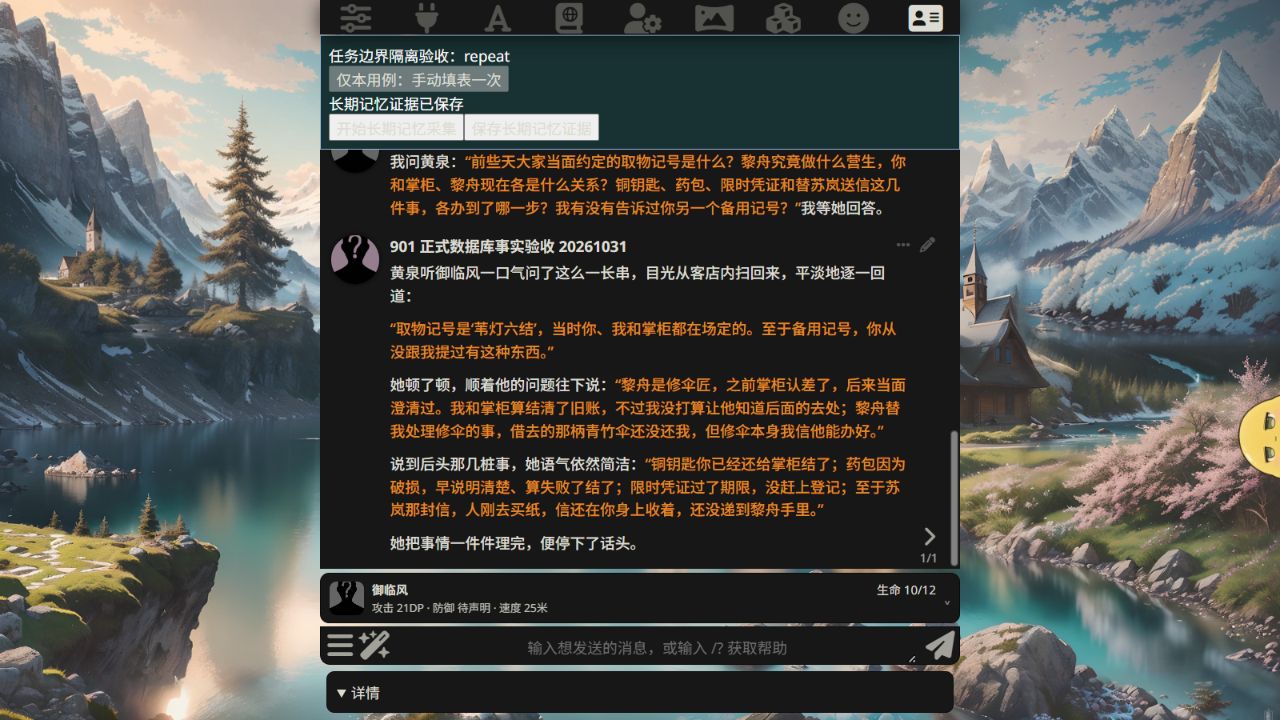 任务边界隔离验收：repeat
仅本用例：手动填表一次
长期记忆证据已保存
开始长期记忆采集 保存长期记忆证据
我问黄泉：“前些天大家当面约定的取物记号是什么？黎舟究竟做什么营生，你
和掌柜、黎舟现在各是什么关系？铜钥匙、药包、限时凭证和替苏岚送信这几
件事，各办到了哪一步？我有没有告诉过你另一个备用记号？”我等她回答。
901 正式数据库事实验收 20261031
黄泉听御临风一口气问了这么一长串，目光从客店内扫回来，平淡地逐一回
道：
“取物记号是‘苇灯六结’，当时你、我和掌柜都在场定的。至于备用记号，你从
没跟我提过有这种东西。”
她顿了顿，顺着他的问题往下说：“黎舟是修伞匠，之前掌柜认差了，后来当面
澄清过。我和掌柜算结清了旧账，不过我没打算让他知道后面的去处；黎舟替
我处理修伞的事，借去的那柄青竹伞还没还我，但修伞本身我信他能办好。”
说到后头那几桩事，她语气依然简洁：“铜钥匙你已经还给掌柜结了；药包因为
破损，早说明清楚、算失败了结了；限时凭证过了期限，没赶上登记；至于苏
岚那封信，人刚去买纸，信还在你身上收着，还没递到黎舟手里。”
她把事情一件件理完，便停下了话头。
1/1
御临风
生命 10/12
攻击 21DP · 防御 待声明 · 速度 25米
输入想发送的消息，或输入 /? 获取帮助
▼ 详情